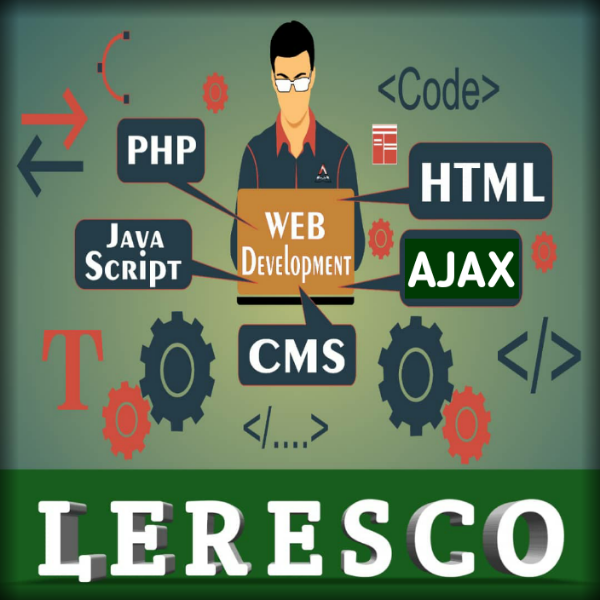 <Code>
PHP
HTML
WEB
Development
Java
Script
AJAX
CMS
T
</>
</....>
LERESCO